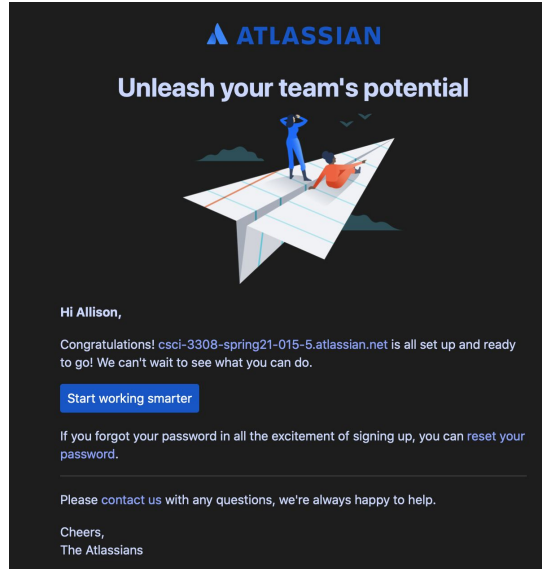 ATLASSIAN
Unleash your team's potential
Hi Allison,
Congratulations! csci-3308-spring21-015-5.atlassian.net is all set up and ready
to go! We can't wait to see what you can do.
Start working smarter
If you forgot your password in all the excitement of signing up, you can reset your
password.
Please contact us with any questions, we're always happy to help.
Cheers,
The Atlassians